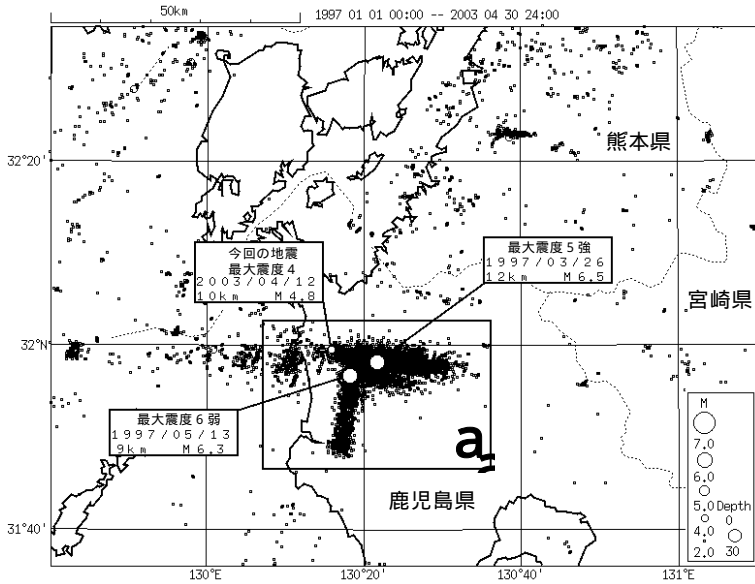 50km
1997 01 01 00:00 -- 2003 04 30 24:00
熊本県
32°20'
今回の地震
最大震度4
2003/04/12
10km M4.8
最大震度5強
1997/03/26
12km M6.5
宮崎県
32°N
最大震度6弱
1997/05/13
9km M6.3
a
鹿児島県
M
7.0
6.0
5.0
4.0
2.0
Depth
0
30
31°40'
130°E
130°20'
130°40'
131°E